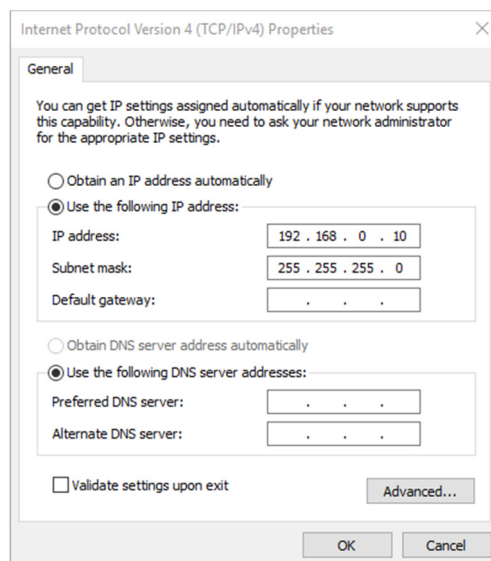 Internet Protocol Version 4 (TCP/IPv4) Properties
General
You can get IP settings assigned automatically if your network supports
this capability. Otherwise, you need to ask your network administrator
for the appropriate IP settings.
Obtain an IP address automatically
Use the following IP address:
IP address: 192 . 168 . 0 . 10
Subnet mask: 255 . 255 . 255 . 0
Default gateway: . . .
Obtain DNS server address automatically
Use the following DNS server addresses:
Preferred DNS server: . . .
Alternate DNS server: . . .
Validate settings upon exit
Advanced...
OK Cancel